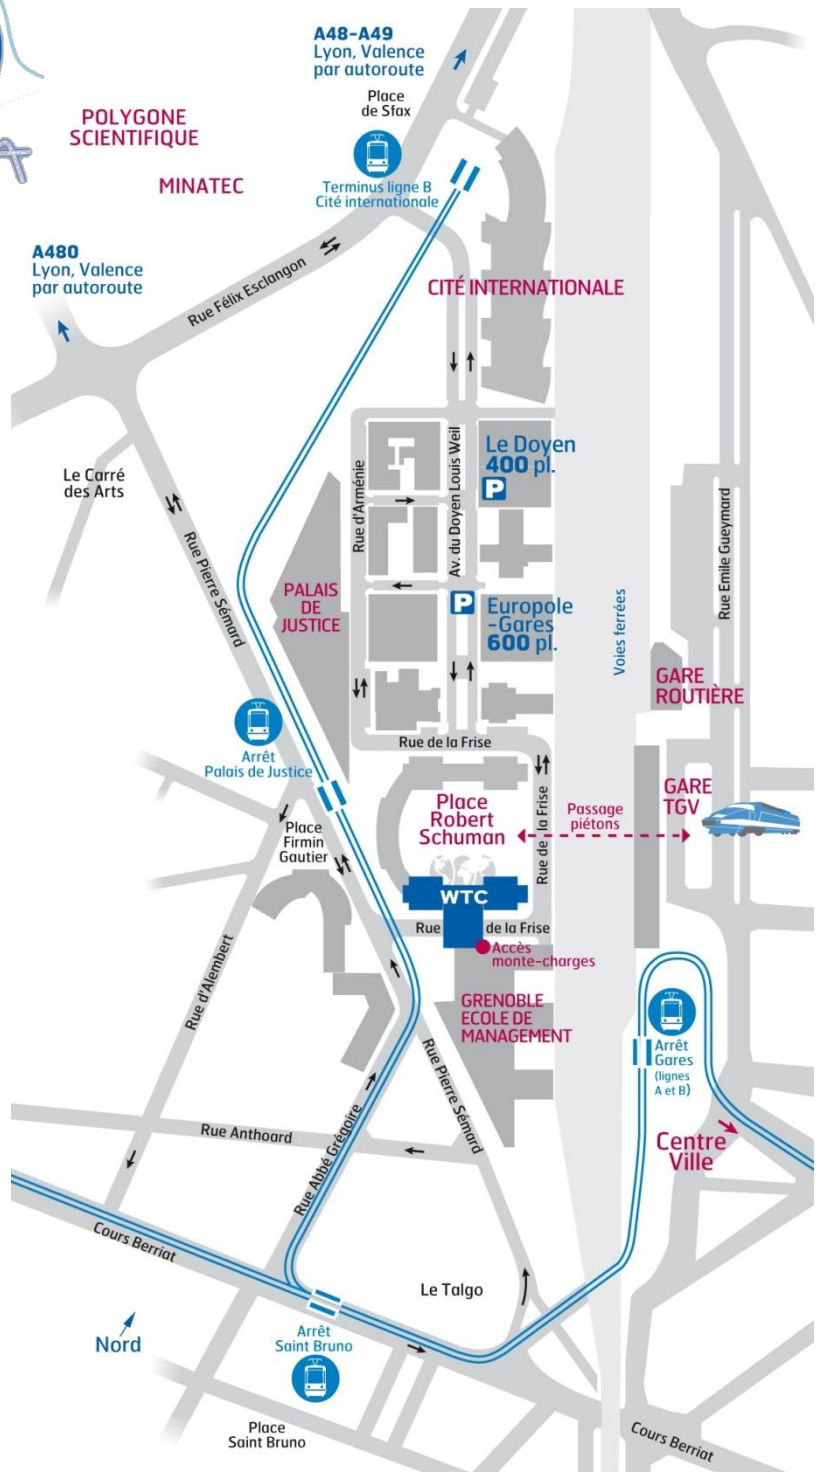 A48-A49
Lyon, Valence
par autoroute
Place
de Sfax
POLYGONE
SCIENTIFIQUE
MINATEC
Terminus ligne B
Cité internationale
A480
Lyon, Valence
par autoroute
Rue Félix Esclangon
CITÉ INTERNATIONALE
Le Carré
des Arts
Rue Pierre Sémard
Rue d'Arménie
Av. du Doyen Louis Weil
Le Doyen
400 pl.
P
Rue Emile Gueymard
PALAIS
DE
JUSTICE
P
Europole
-Gares
600 pl.
Voies ferrées
GARE
ROUTIÈRE
Arrêt
Palais de Justice
Rue de la Frise
Place
Firmin
Gautier
Place
Robert
Schuman
Rue de la Frise
Passage
piétons
GARE
TGV
WTC
Rue de la Frise
Accès
monte-charges
Rue d'Alembert
GRENOBLE
ECOLE DE
MANAGEMENT
Arrêt
Gares
(lignes
A et B)
Rue Pierre Sémard
Rue Anthoard
Rue Abbé Grégoire
Centre
Ville
Cours Berriat
Le Talgo
Nord
Arrêt
Saint Bruno
Place
Saint Bruno
Cours Berriat